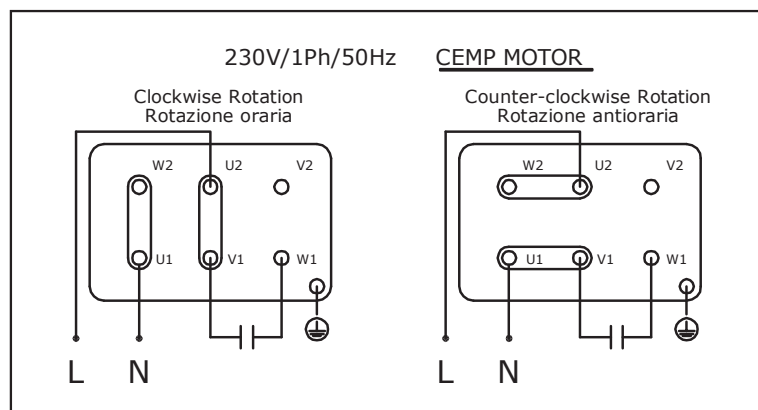 230V/1Ph/50Hz CEMP MOTOR
Clockwise Rotation
Rotazione oraria
W2 U2 V2
U1 V1 W1
L N
Counter-clockwise Rotation
Rotazione antioraria
W2 U2 V2
U1 V1 W1
L N